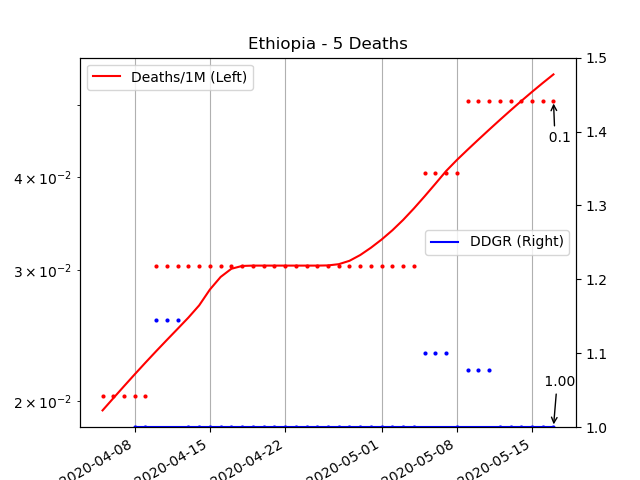 Ethiopia - 5 Deaths
Deaths/1M (Left)
DDGR (Right)
4 × 10⁻²
3 × 10⁻²
2 × 10⁻²
1.5
1.4
1.3
1.2
1.1
1.0
0.1
1.00
2020-04-08
2020-04-15
2020-04-22
2020-05-01
2020-05-08
2020-05-15